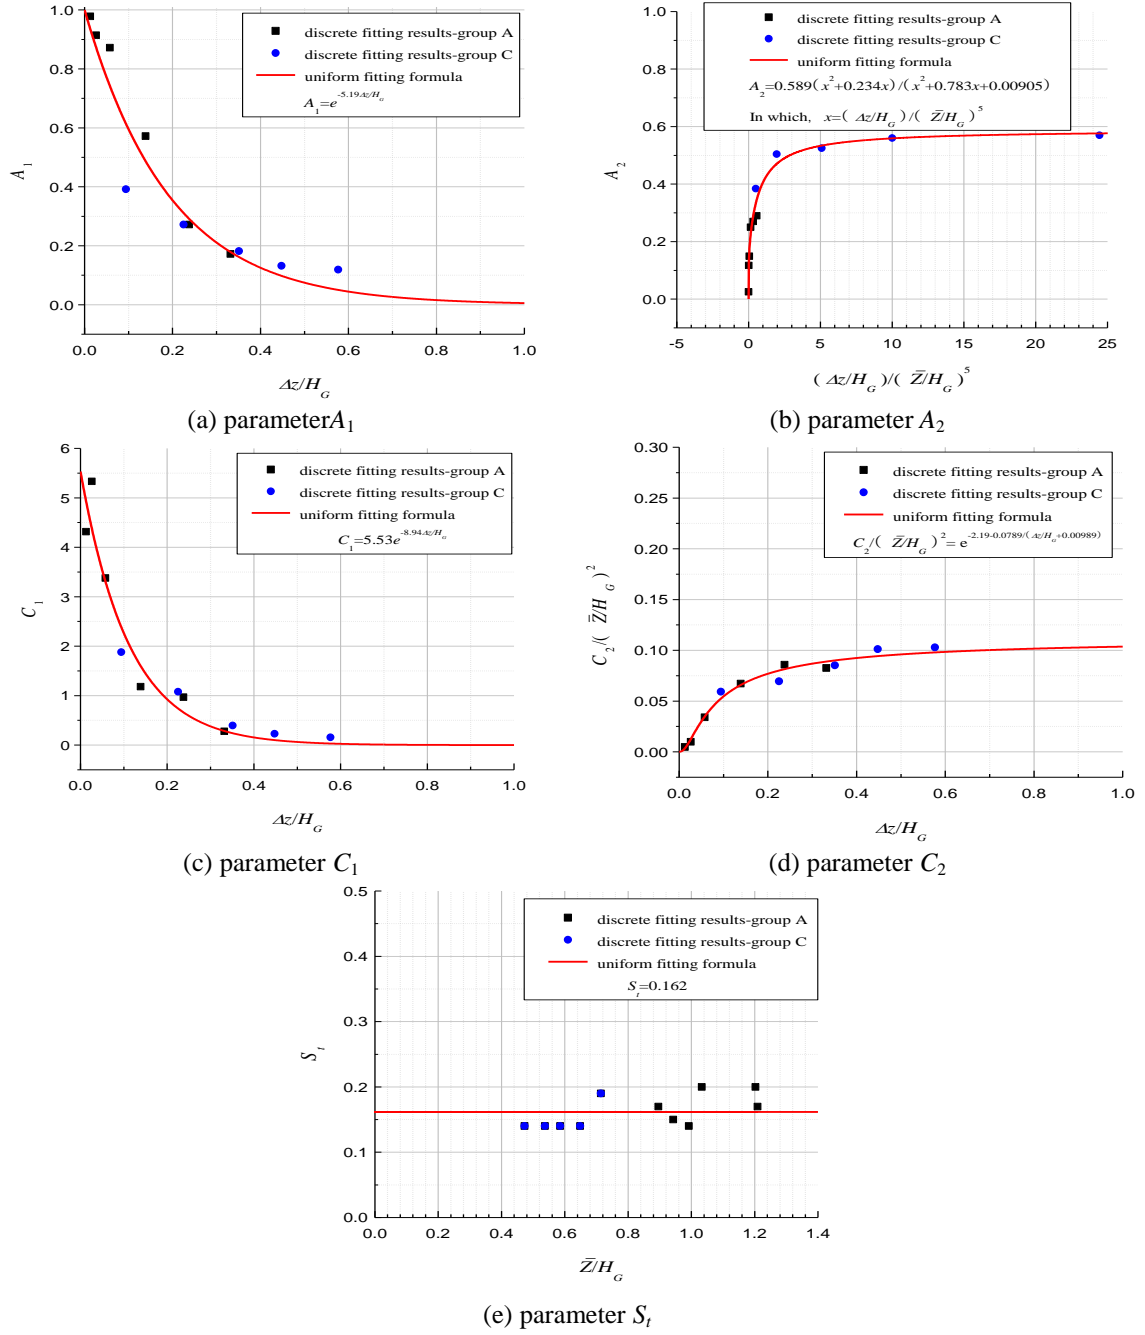 1.0
0.8
0.6
0.4
0.2
0.0
A1
discrete fitting results-group A
discrete fitting results-group C
uniform fitting formula
A1=e^-5.19Δz/HG
0.0 0.2 0.4 0.6 0.8 1.0
Δz/HG
(a) parameterA1
1.0
0.8
0.6
0.4
0.2
0.0
A2
discrete fitting results-group A
discrete fitting results-group C
uniform fitting formula
A2=0.589(x^2+0.234x)/(x^2+0.783x+0.00905)
In which, x=(Δz/HG)/(Z̄/HG)^5
-5 0 5 10 15 20 25
(Δz/HG)/(Z̄/HG)^5
(b) parameter A2
6
5
4
3
2
1
0
C1
discrete fitting results-group A
discrete fitting results-group C
uniform fitting formula
C1=5.53e^-8.94Δz/HG
0.0 0.2 0.4 0.6 0.8 1.0
Δz/HG
(c) parameter C1
0.30
0.25
0.20
0.15
0.10
0.05
0.00
C2/(Z̄/HG)^2
discrete fitting results-group A
discrete fitting results-group C
uniform fitting formula
C2/(Z̄/HG)^2=e^-2.19-0.0789/(Δz/HG+0.00989)
0.0 0.2 0.4 0.6 0.8 1.0
Δz/HG
(d) parameter C2
0.5
0.4
0.3
0.2
0.1
0.0
St
discrete fitting results-group A
discrete fitting results-group C
uniform fitting formula
St=0.162
0.0 0.2 0.4 0.6 0.8 1.0 1.2 1.4
Z̄/HG
(e) parameter St